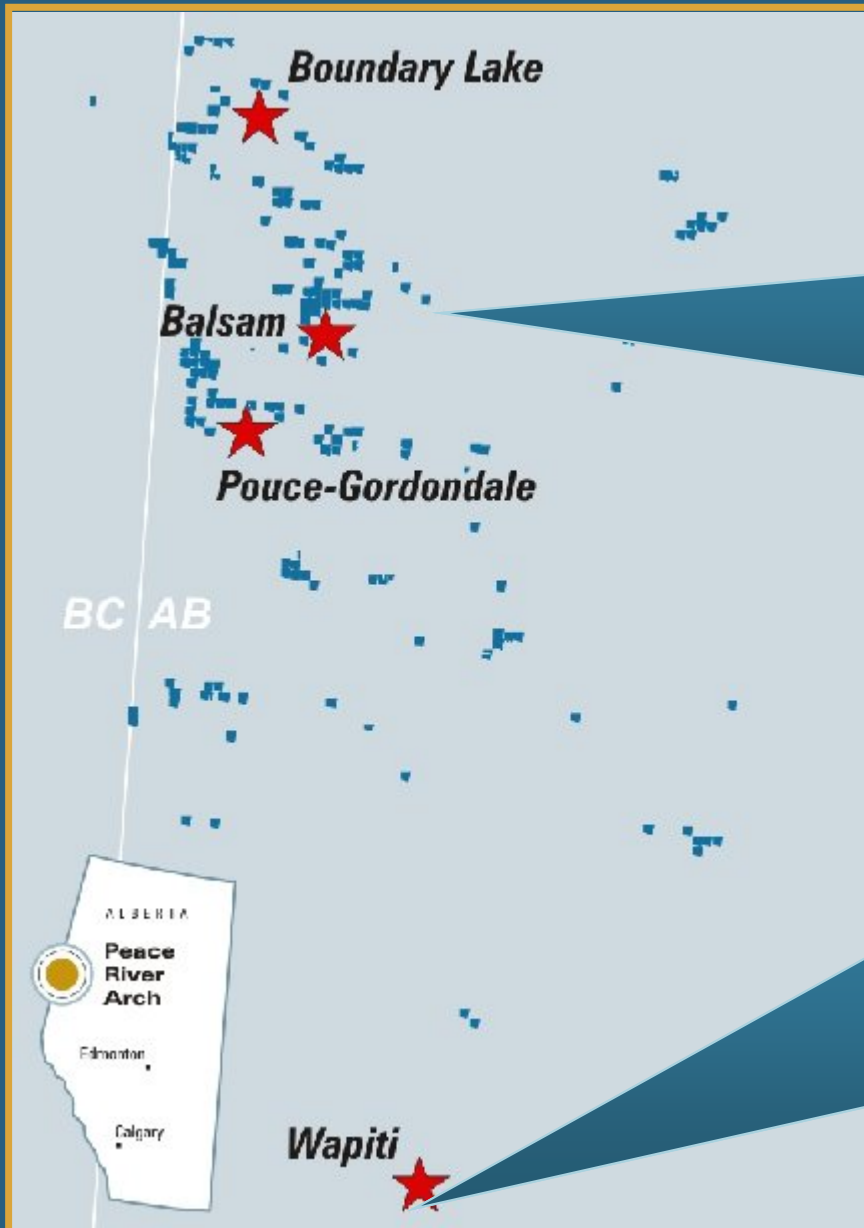 Boundary Lake
Balsam
Pouce-Gordondale
BC AB
ALBERTA
Peace
River
Arch
Edmonton
Calgary
Wapiti